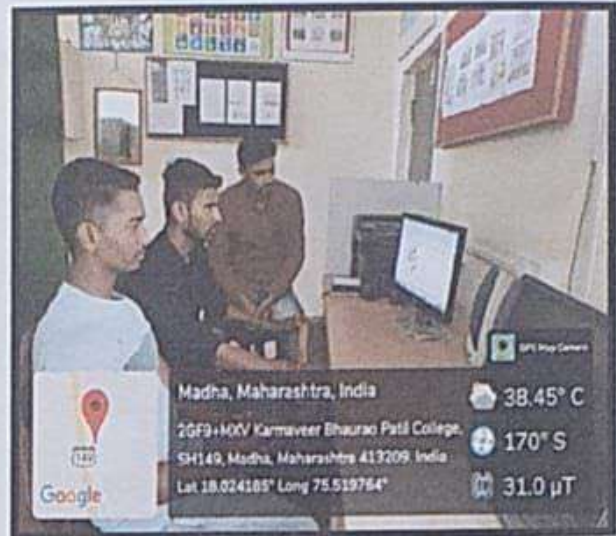 GPS Map Camera
Madha, Maharashtra, India
2GF9+MXV Karmaveer Bhaurao Patil College,
SH149, Madha, Maharashtra 413209, India
Lat 18.024185° Long 75.519764°
149
Google
38.45° C
170° S
31.0 µT